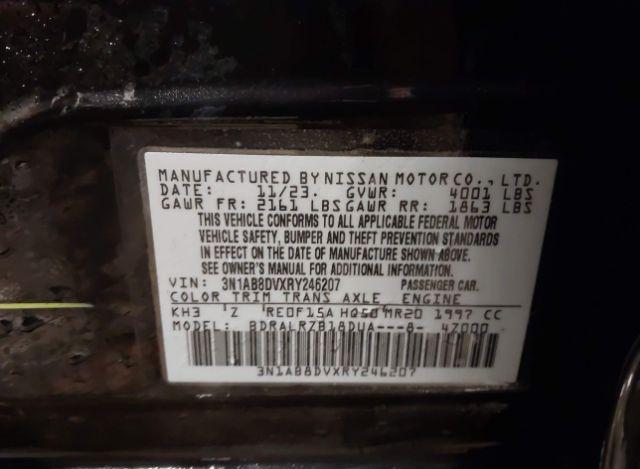 MANUFACTURED BY NISSAN MOTOR CO., LTD.
DATE: 11/23. GVWR: 4001 LBS
GAWR FR: 2161 LBS GAWR RR: 1863 LBS
THIS VEHICLE CONFORMS TO ALL APPLICABLE FEDERAL MOTOR
VEHICLE SAFETY, BUMPER AND THEFT PREVENTION STANDARDS
IN EFFECT ON THE DATE OF MANUFACTURE SHOWN ABOVE.
SEE OWNER'S MANUAL FOR ADDITIONAL INFORMATION.
VIN: 3N1AB8DVXRY246207 PASSENGER CAR.
COLOR TRIM TRANS AXLE ENGINE
KH3 Z RE0F15A HQ50 MR20 1997 CC
MODEL: BDRALRZB18DUA---8- 47000
3N1AB8DVXRY246207